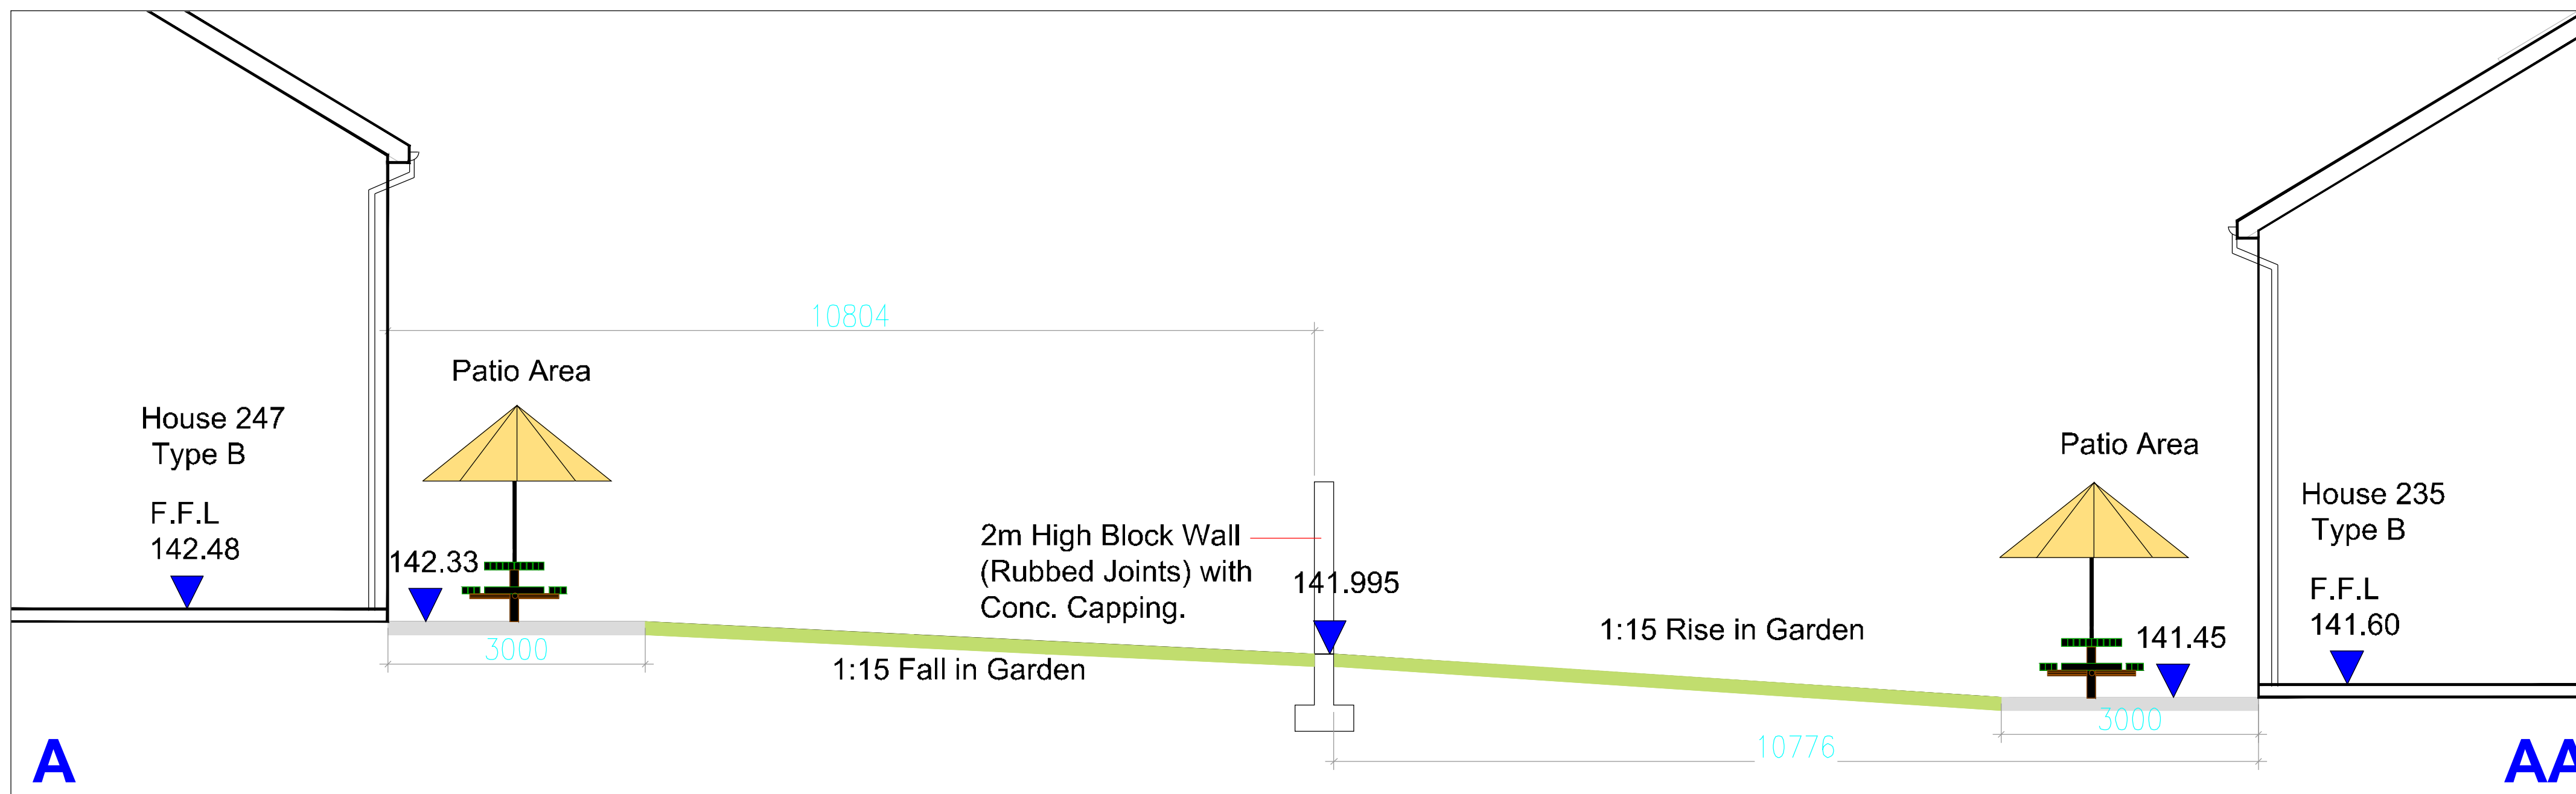 10804
Patio Area
House 247
Type B
F.F.L
142.48
142.33
3000
2m High Block Wall
(Rubbed Joints) with
Conc. Capping.
141.995
1:15 Fall in Garden
1:15 Rise in Garden
Patio Area
House 235
Type B
F.F.L
141.60
141.45
3000
10776
A
AA